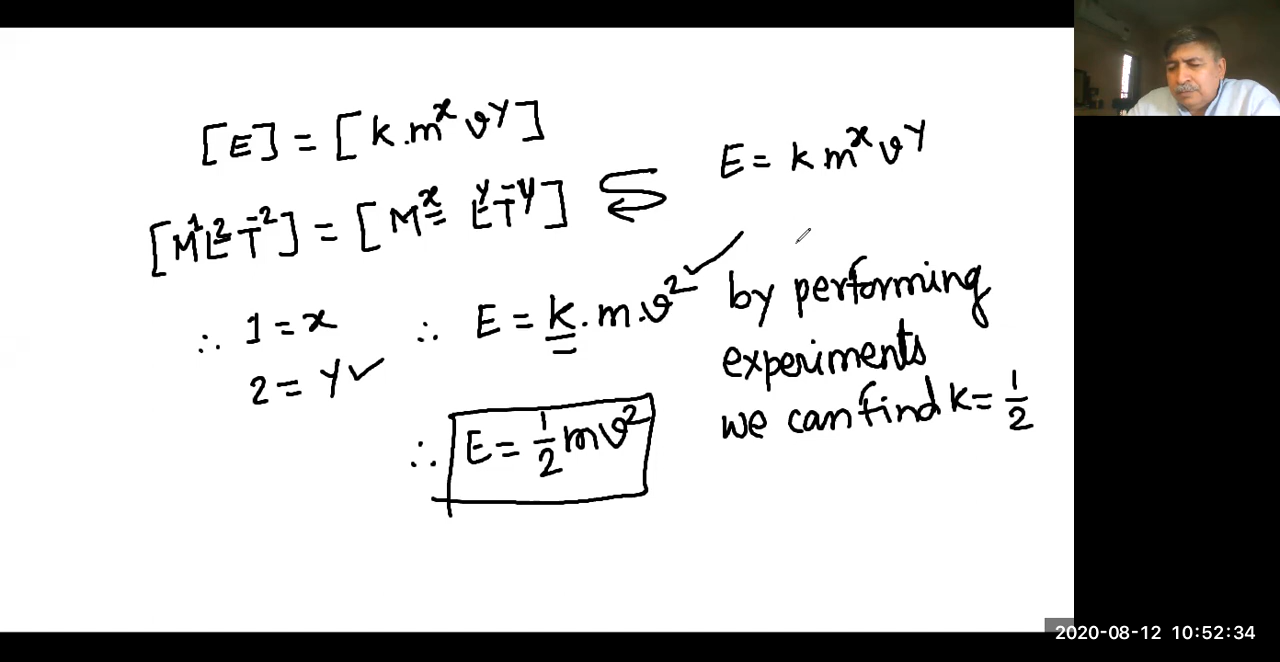 [E] = [k.m^x v^y]
E = k m^x v^y
[M^1 L^2 T^-2] = [M^x L^y T^-y]
∴ 1 = x
2 = y ✓
∴ E = k.m.v^2 ✓
by performing
experiments
we can find k = 1/2
∴ E = 1/2 mv^2
2020-08-12 10:52:34